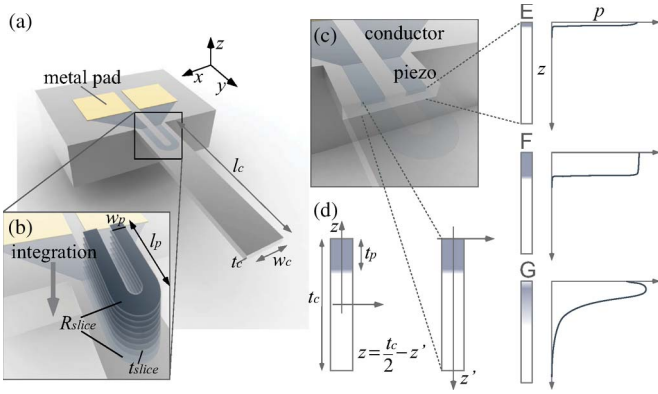 (a)
z
x
y
metal pad
l_c
t_c
w_c
(b)
w_p
l_p
integration
R_slice
t_slice
(c)
conductor
piezo
(d)
z
t_p
t_c
z = t_c/2 − z'
z'
E
p
z
F
G